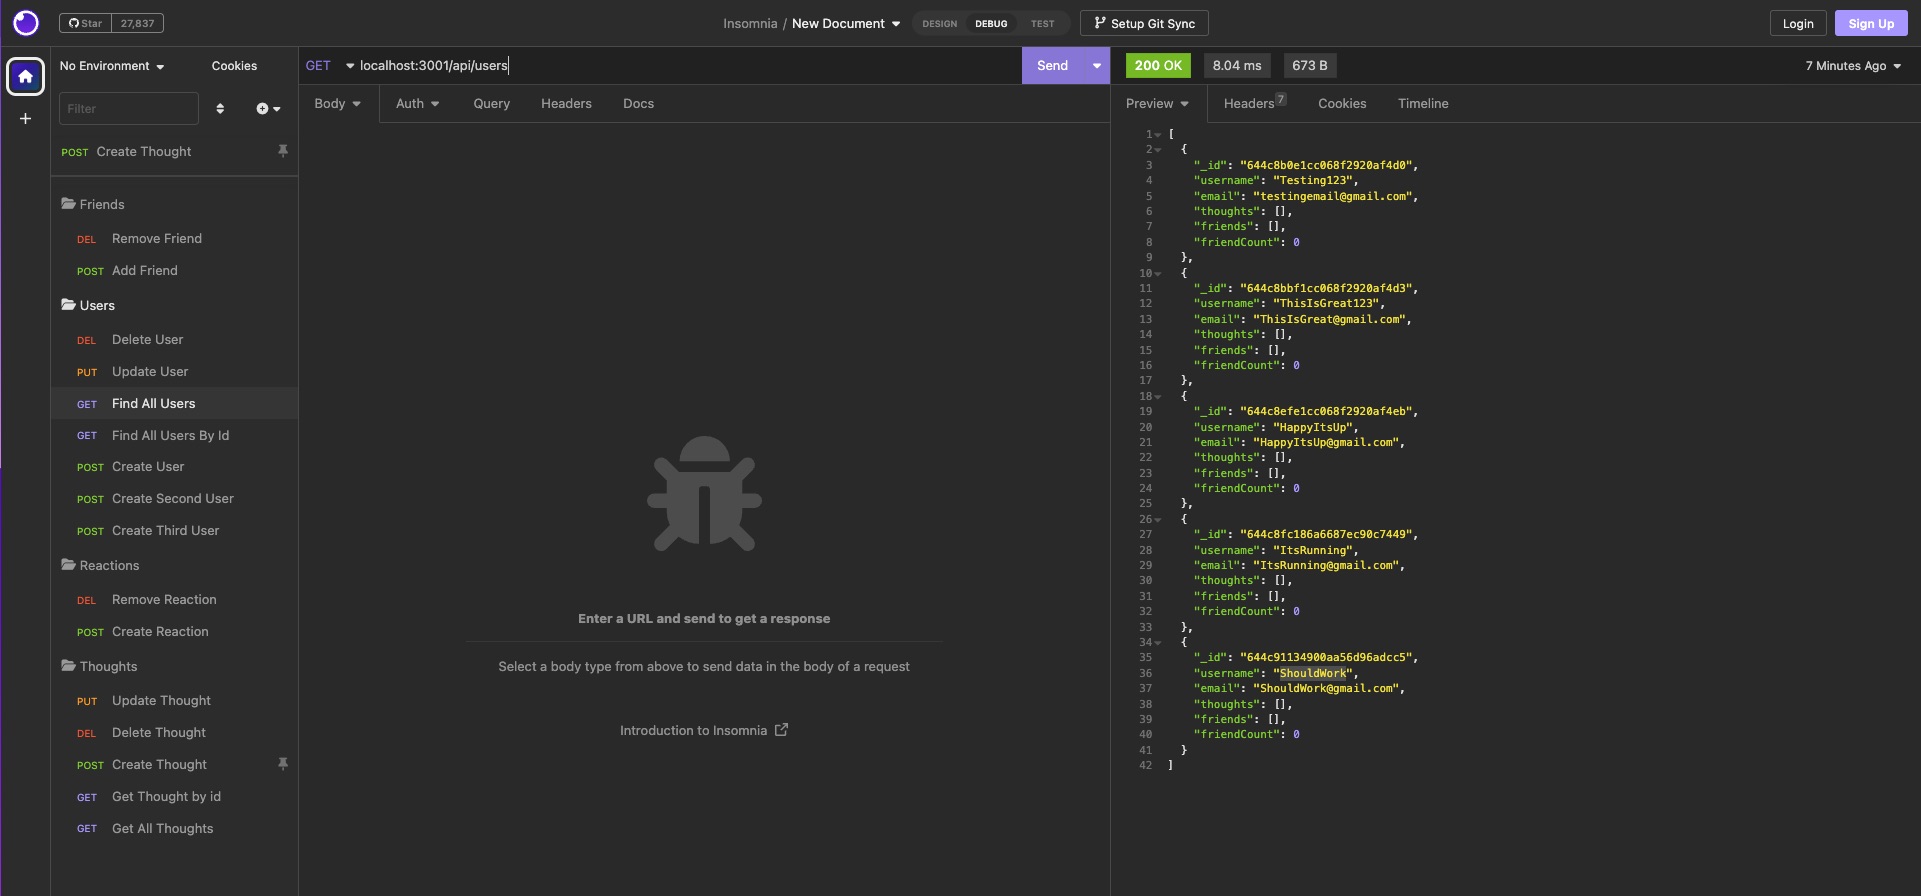 Star 27,837
Insomnia / New Document
DESIGN DEBUG TEST
Setup Git Sync
Login
Sign Up
No Environment
Cookies
Filter
POST Create Thought
Friends
DEL Remove Friend
POST Add Friend
Users
DEL Delete User
PUT Update User
GET Find All Users
GET Find All Users By Id
POST Create User
POST Create Second User
POST Create Third User
Reactions
DEL Remove Reaction
POST Create Reaction
Thoughts
PUT Update Thought
DEL Delete Thought
POST Create Thought
GET Get Thought by id
GET Get All Thoughts
GET localhost:3001/api/users
Send
Body Auth Query Headers Docs
Enter a URL and send to get a response
Select a body type from above to send data in the body of a request
Introduction to Insomnia
200 OK 8.04 ms 673 B 7 Minutes Ago
Preview Headers 7 Cookies Timeline
1 [
2 {
3 "_id": "644c8b0e1cc068f2920af4d0",
4 "username": "Testing123",
5 "email": "testingemail@gmail.com",
6 "thoughts": [],
7 "friends": [],
8 "friendCount": 0
9 },
10 {
11 "_id": "644c8bbf1cc068f2920af4d3",
12 "username": "ThisIsGreat123",
13 "email": "ThisIsGreat@gmail.com",
14 "thoughts": [],
15 "friends": [],
16 "friendCount": 0
17 },
18 {
19 "_id": "644c8efe1cc068f2920af4eb",
20 "username": "HappyItsUp",
21 "email": "HappyItsUp@gmail.com",
22 "thoughts": [],
23 "friends": [],
24 "friendCount": 0
25 },
26 {
27 "_id": "644c8fc186a6687ec90c7449",
28 "username": "ItsRunning",
29 "email": "ItsRunning@gmail.com",
30 "thoughts": [],
31 "friends": [],
32 "friendCount": 0
33 },
34 {
35 "_id": "644c91134900aa56d96adcc5",
36 "username": "ShouldWork",
37 "email": "ShouldWork@gmail.com",
38 "thoughts": [],
39 "friends": [],
40 "friendCount": 0
41 }
42 ]